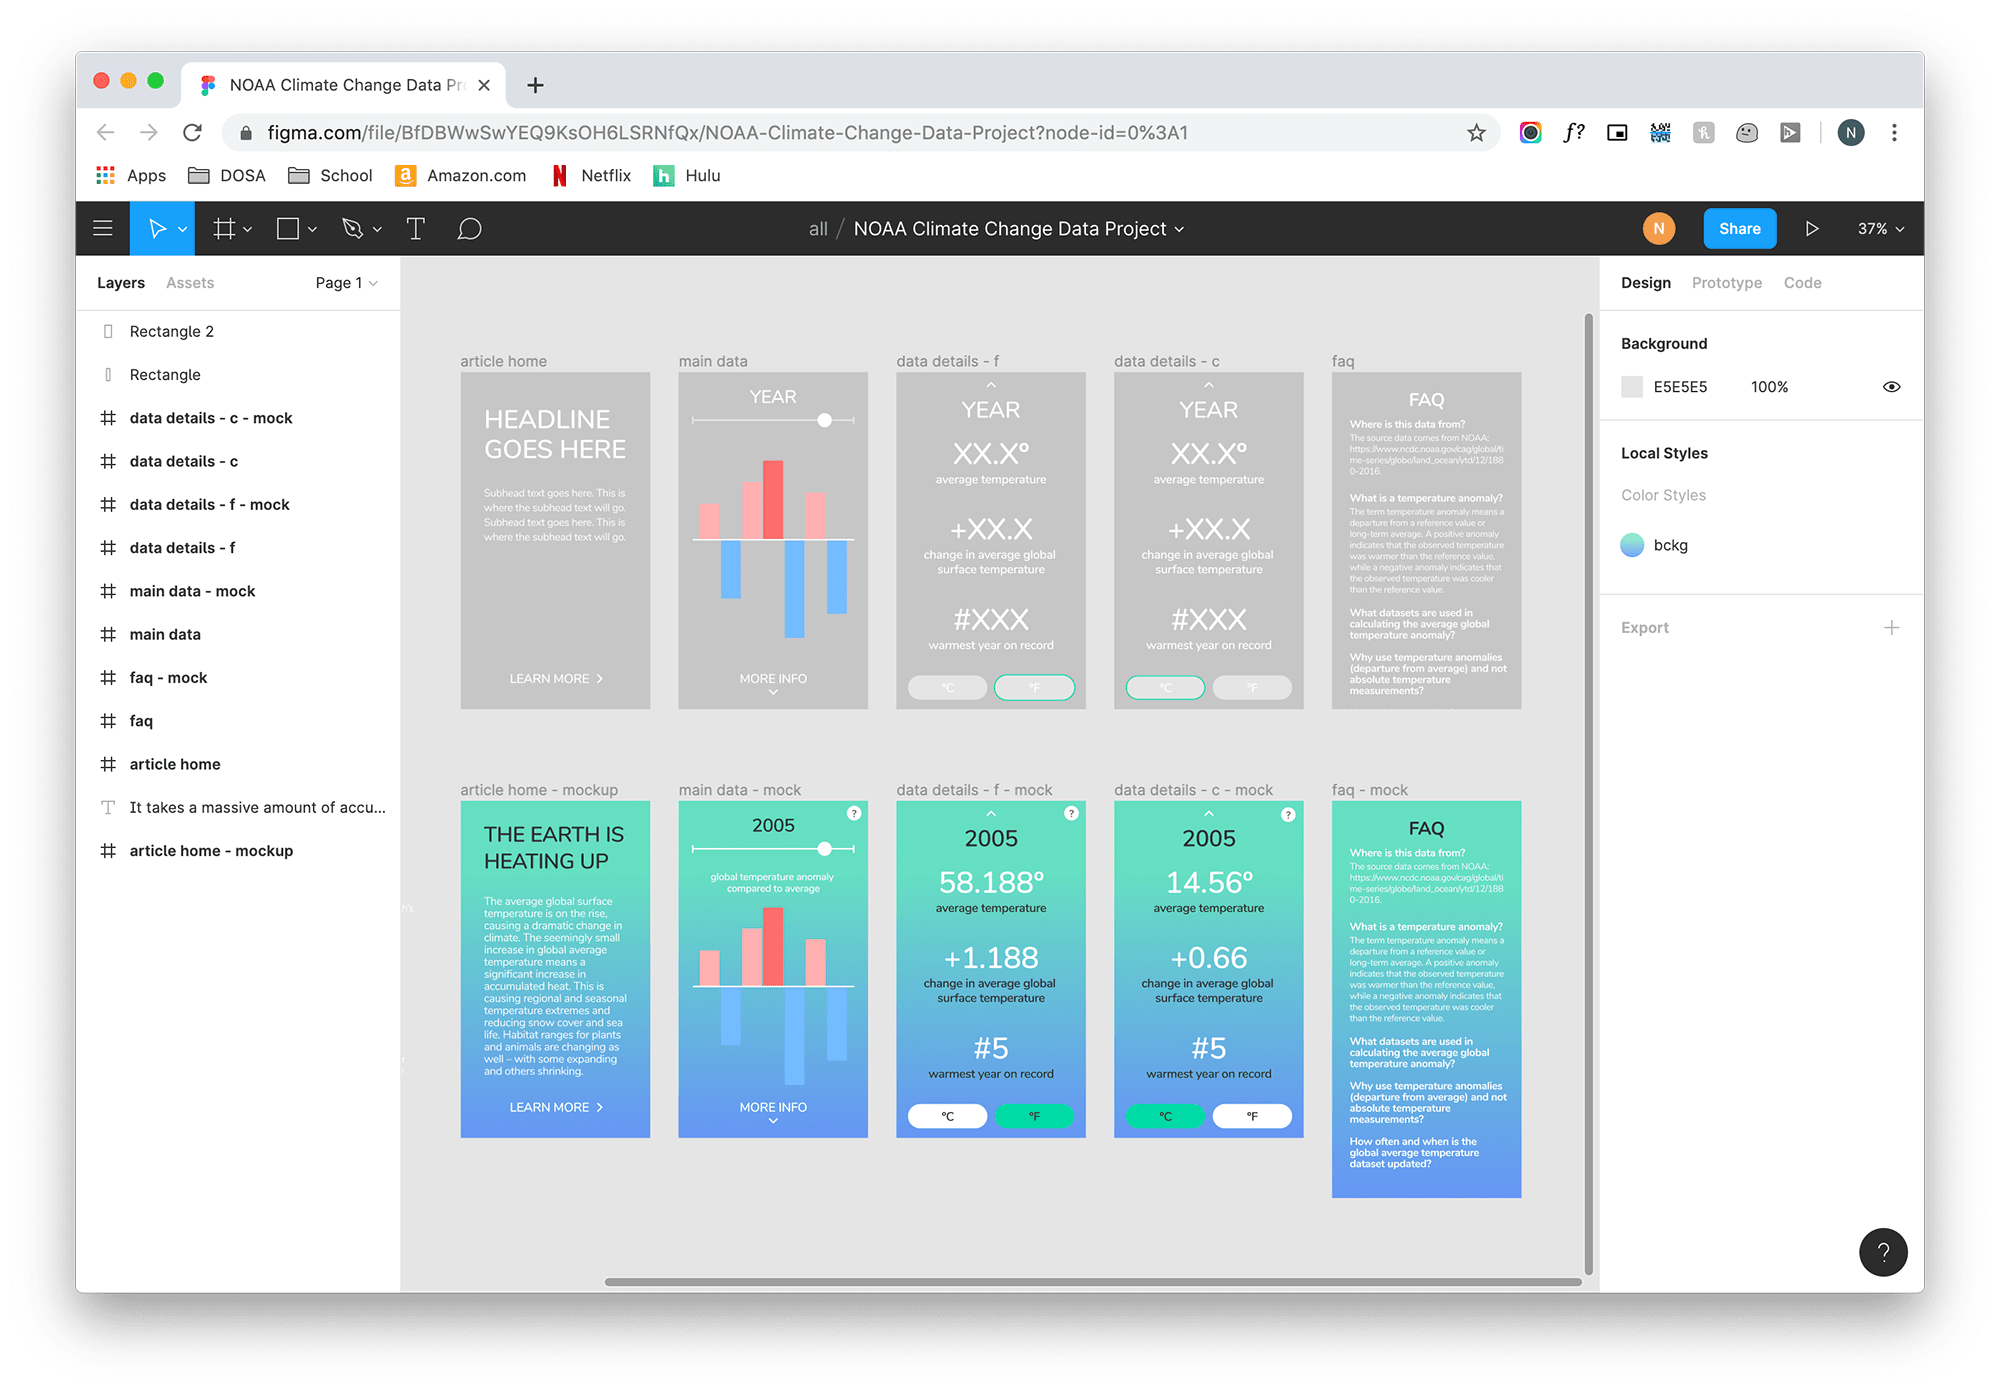 NOAA Climate Change Data Pr
figma.com/file/BfDBWwSwYEQ9KsOH6LSRNfQx/NOAA-Climate-Change-Data-Project?node-id=0%3A1
f?
N
Apps
DOSA
School
Amazon.com
Netflix
Hulu
all / NOAA Climate Change Data Project
N
Share
37%
Layers
Assets
Page 1
Rectangle 2
Rectangle
data details - c - mock
data details - c
data details - f - mock
data details - f
main data - mock
main data
faq - mock
faq
article home
It takes a massive amount of accu...
article home - mockup
article home
HEADLINE
GOES HERE
Subhead text goes here. This is
where the subhead text will go.
Subhead text goes here. This is
where the subhead text will go.
LEARN MORE
main data
YEAR
MORE INFO
data details - f
YEAR
XX.X°
average temperature
+XX.X
change in average global
surface temperature
#XXX
warmest year on record
°C
°F
data details - c
YEAR
XX.X°
average temperature
+XX.X
change in average global
surface temperature
#XXX
warmest year on record
°C
°F
faq
FAQ
Where is this data from?
The source data comes from NOAA:
https://www.ncdc.noaa.gov/cag/global/ti
me-series/globe/land_ocean/ytd/12/188
0-2016.
What is a temperature anomaly?
The term temperature anomaly means a
departure from a reference value or
long-term average. A positive anomaly
indicates that the observed temperature
was warmer than the reference value,
while a negative anomaly indicates that
the observed temperature was cooler
than the reference value.
What datasets are used in
calculating the average global
temperature anomaly?
Why use temperature anomalies
(departure from average) and not
absolute temperature
measurements?
article home - mockup
THE EARTH IS
HEATING UP
The average global surface
temperature is on the rise,
causing a dramatic change in
climate. The seemingly small
increase in global average
temperature means a
significant increase in
accumulated heat. This is
causing regional and seasonal
temperature extremes and
reducing snow cover and sea
life. Habitat ranges for plants
and animals are changing as
well – with some expanding
and others shrinking.
LEARN MORE
main data - mock
?
2005
global temperature anomaly
compared to average
MORE INFO
data details - f - mock
?
2005
58.188°
average temperature
+1.188
change in average global
surface temperature
#5
warmest year on record
°C
°F
data details - c - mock
?
2005
14.56°
average temperature
+0.66
change in average global
surface temperature
#5
warmest year on record
°C
°F
faq - mock
FAQ
Where is this data from?
The source data comes from NOAA:
https://www.ncdc.noaa.gov/cag/global/ti
me-series/globe/land_ocean/ytd/12/188
0-2016.
What is a temperature anomaly?
The term temperature anomaly means a
departure from a reference value or
long-term average. A positive anomaly
indicates that the observed temperature
was warmer than the reference value,
while a negative anomaly indicates that
the observed temperature was cooler
than the reference value.
What datasets are used in
calculating the average global
temperature anomaly?
Why use temperature anomalies
(departure from average) and not
absolute temperature
measurements?
How often and when is the
global average temperature
dataset updated?
Design
Prototype
Code
Background
E5E5E5
100%
Local Styles
Color Styles
bckg
Export
?